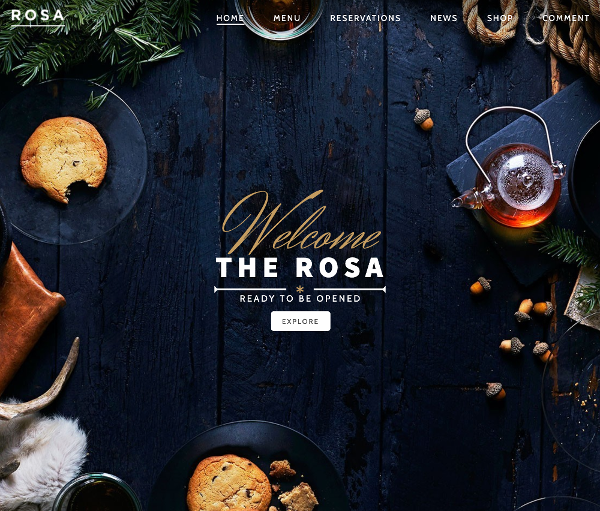 ROSA
HOME MENU RESERVATIONS NEWS SHOP COMMENT
Welcome
THE ROSA
READY TO BE OPENED
EXPLORE